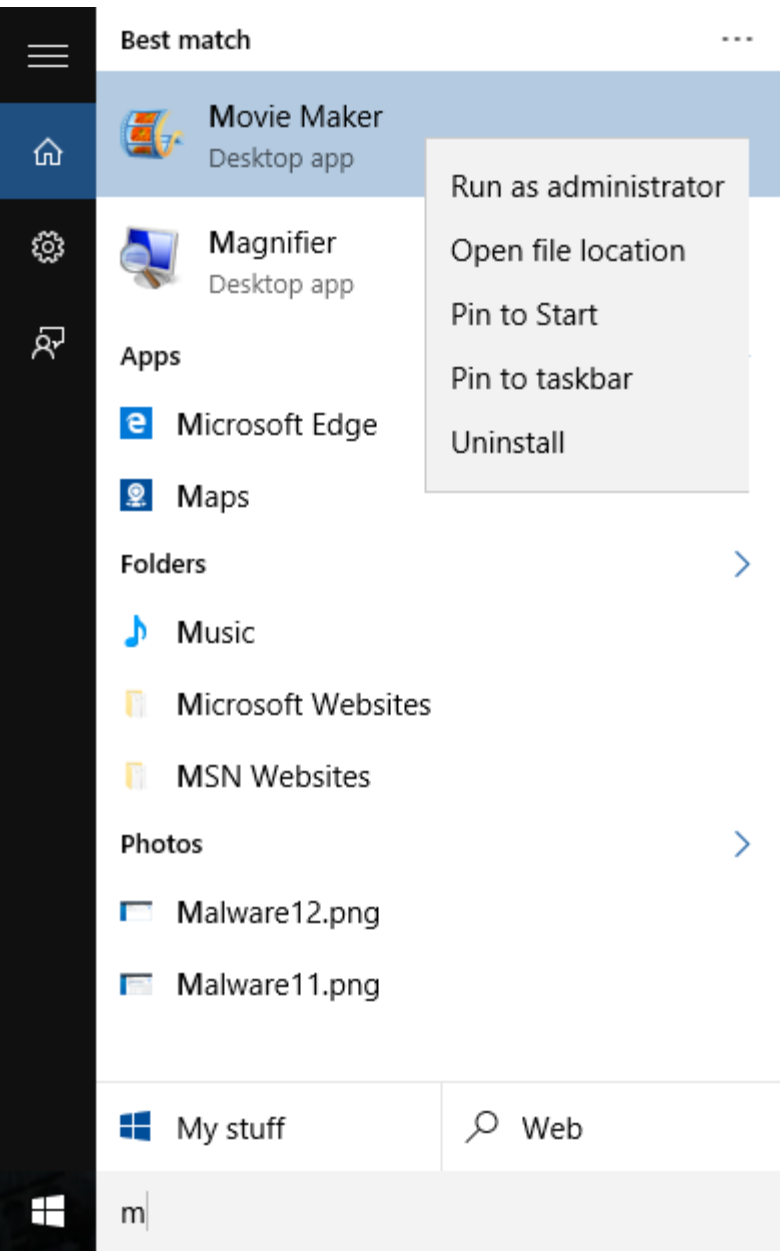 Best match
Movie Maker
Desktop app
Run as administrator
Open file location
Pin to Start
Pin to taskbar
Uninstall
Magnifier
Desktop app
Apps
Microsoft Edge
Maps
Folders
Music
Microsoft Websites
MSN Websites
Photos
Malware12.png
Malware11.png
My stuff
Web
m